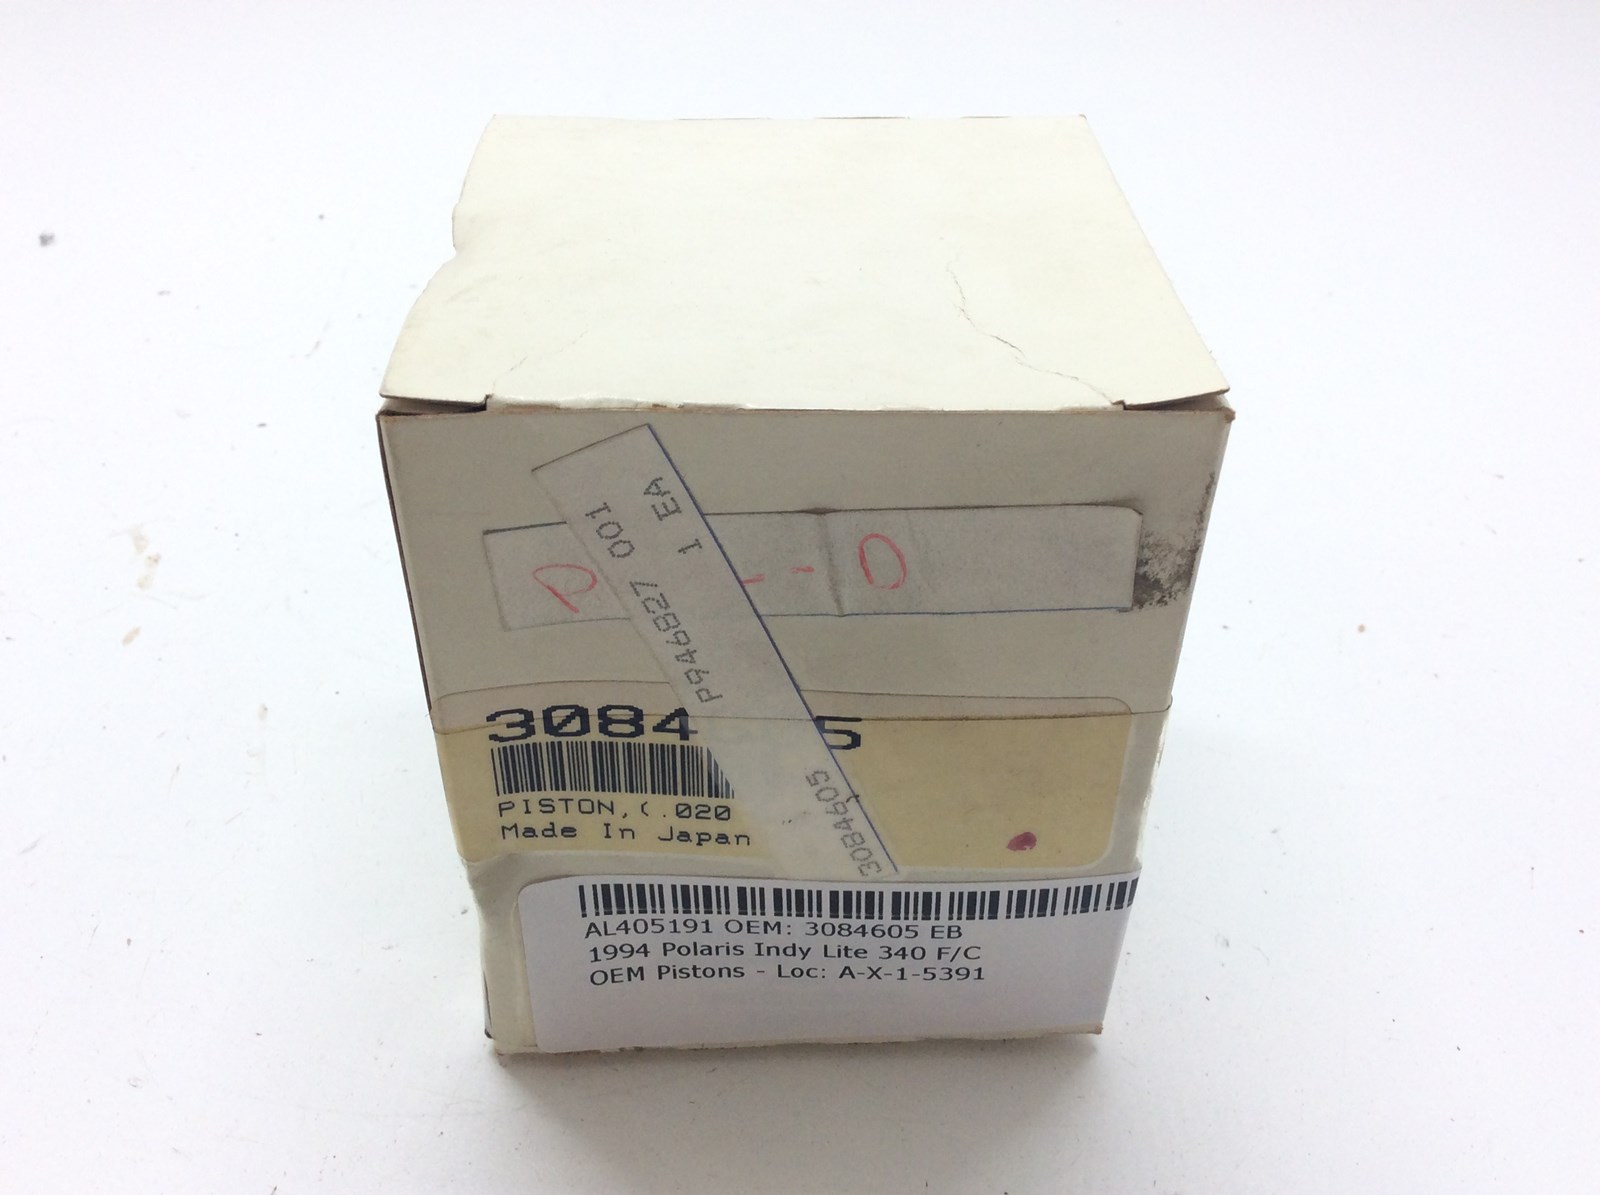 1 EA
P946827 001
3084605
D -- D
3084 5
PISTON,(.020
Made In Japan
AL405191 OEM: 3084605 EB
1994 Polaris Indy Lite 340 F/C
OEM Pistons - Loc: A-X-1-5391